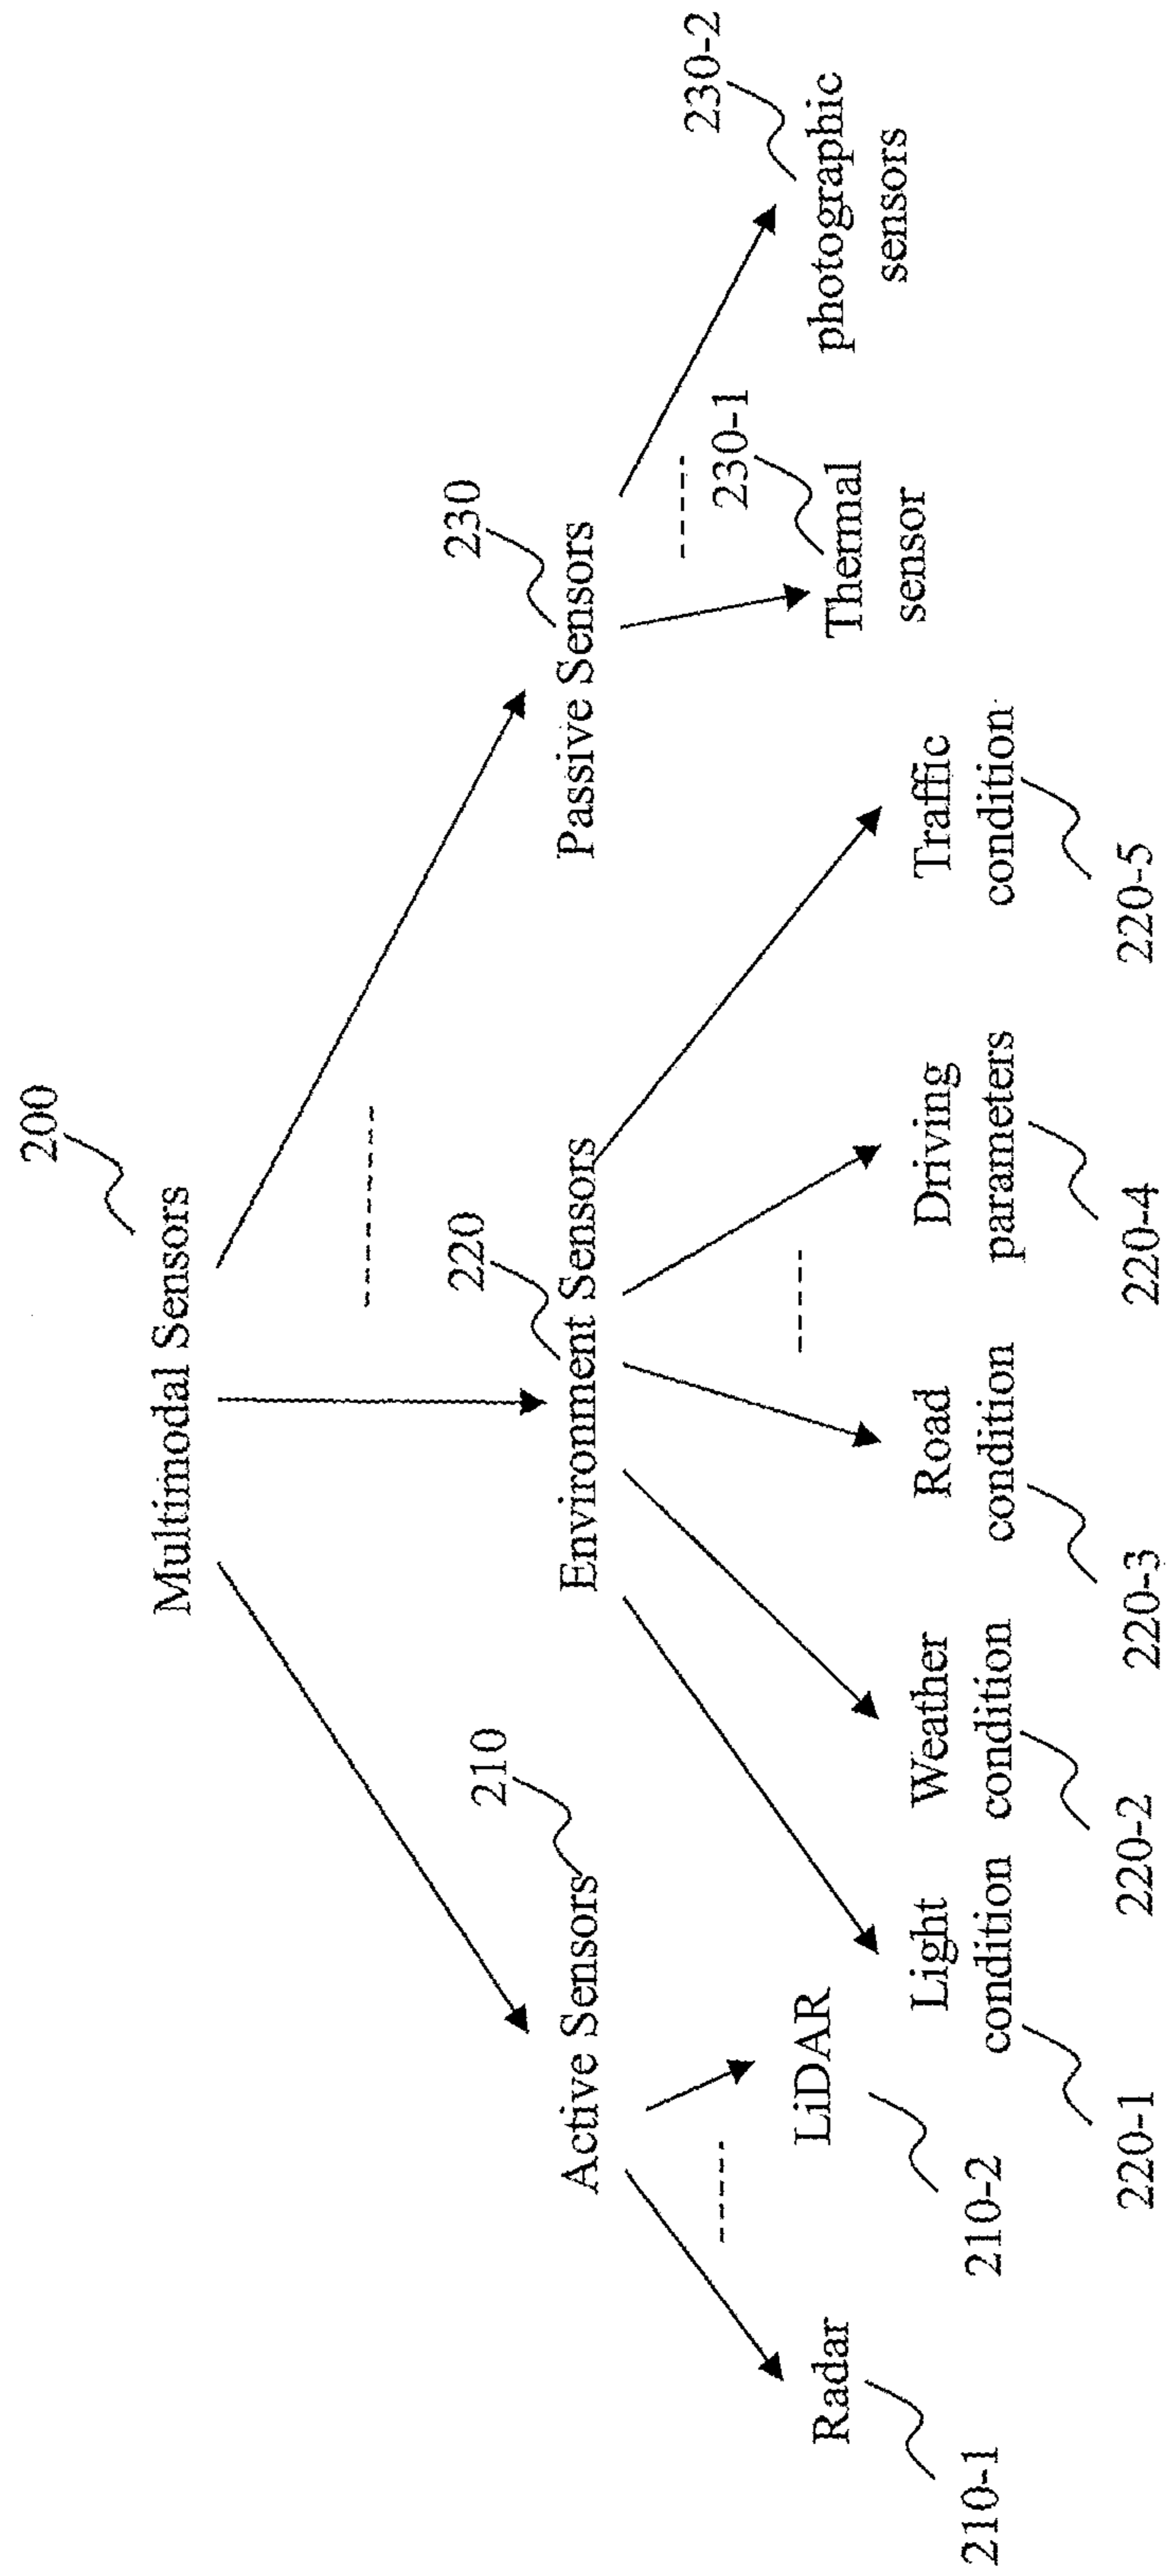 200
Multimodal Sensors
210
220
230
Active Sensors
Environment Sensors
Passive Sensors
230-2
230-1
Radar
LiDAR
Thermal
sensor
photographic
sensors
210-1
210-2
Light
condition
Weather
condition
Road
condition
Driving
parameters
Traffic
condition
220-1
220-2
220-3
220-4
220-5